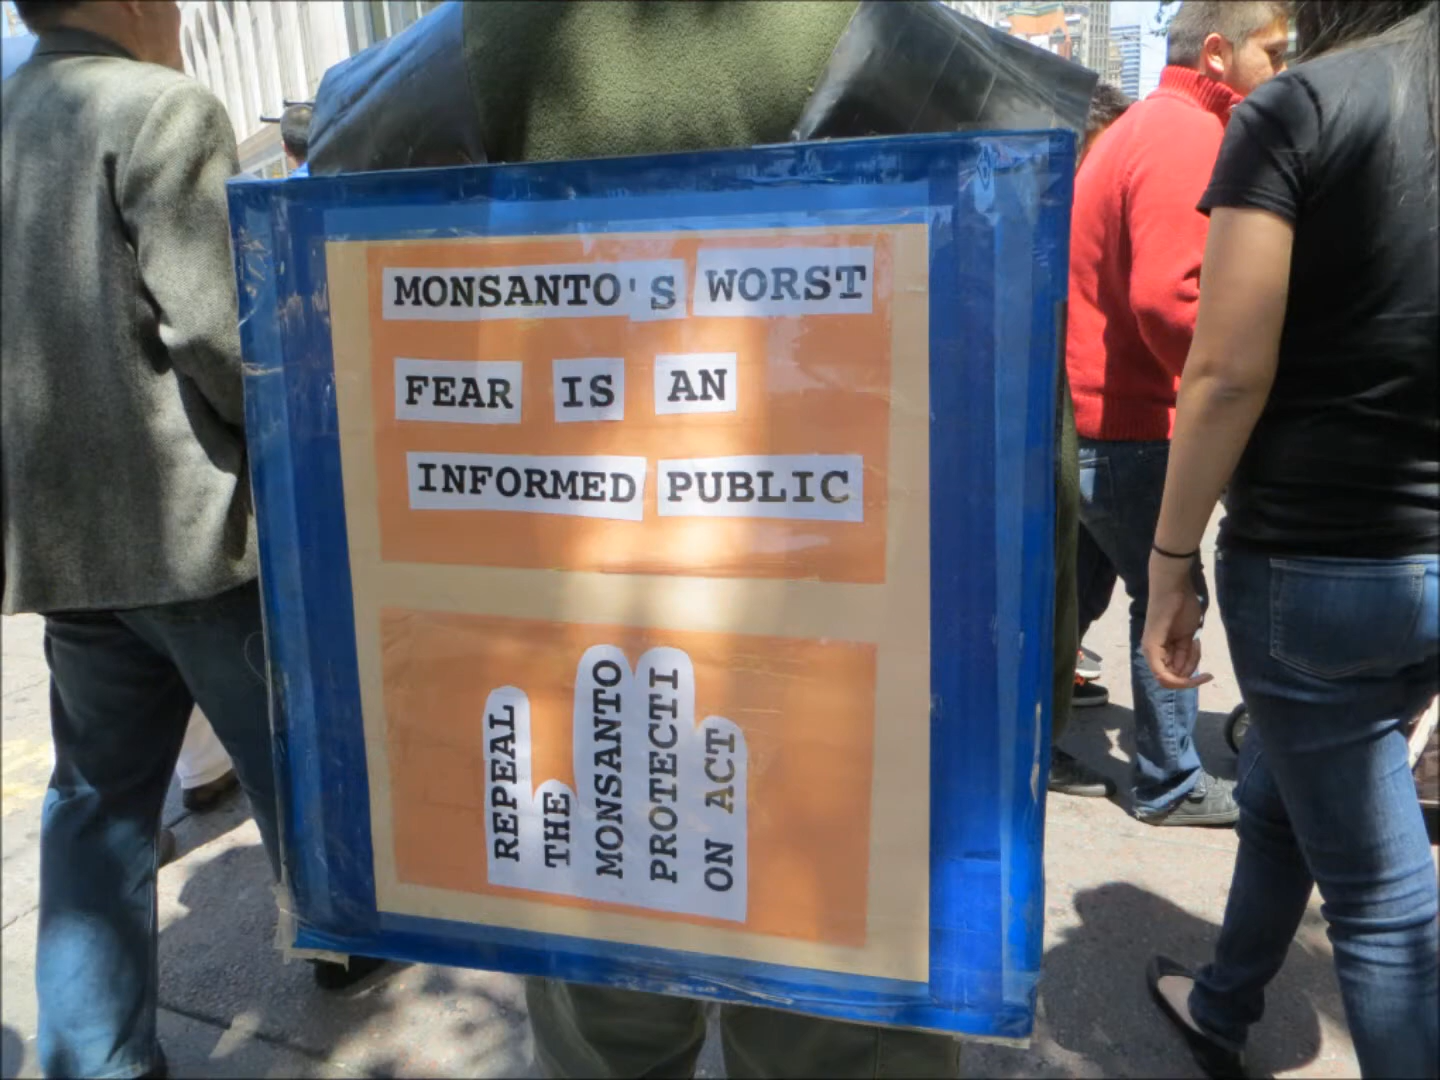 MONSANTO'S WORST
FEAR IS AN
INFORMED PUBLIC
REPEAL
THE
MONSANTO
PROTECTI
ON ACT